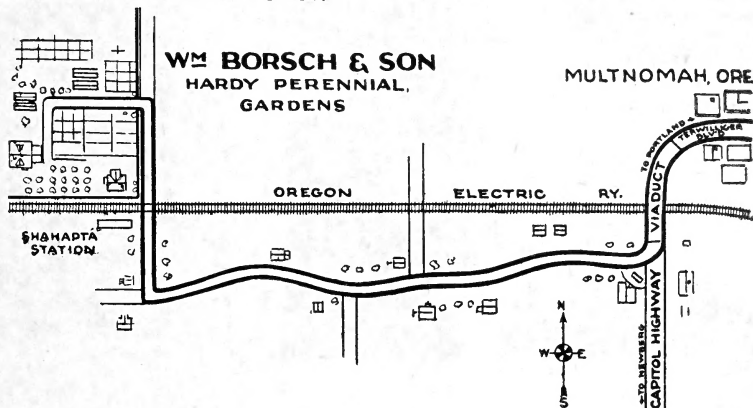 WM BORSCH & SON
HARDY PERENNIAL,
GARDENS
MULTNOMAH, ORE
TO PORTLAND
TERWILLIGER
BLVD
VIADUCT
OREGON ELECTRIC RY.
SHAHAPTA
STATION
N
W E
S
TO NEWBERG
CAPITOL HIGHWAY